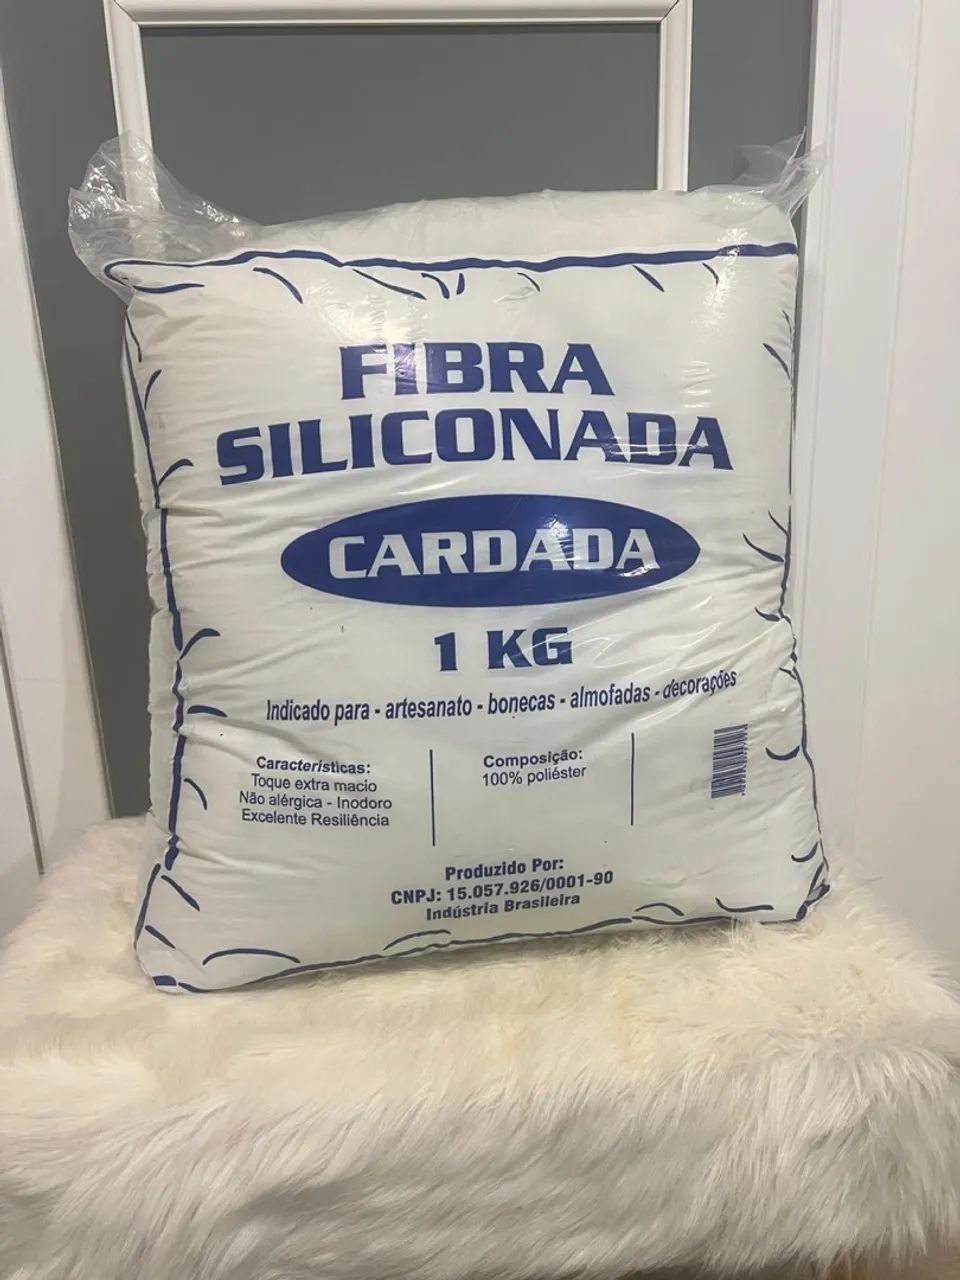 FIBRA
SILICONADA
CARDADA
1 KG
Indicado para - artesanato - bonecas - almofadas - decorações
Características:
Toque extra macio
Não alérgica - Inodoro
Excelente Resiliência
Composição:
100% poliéster
Produzido Por:
CNPJ: 15.057.926/0001-90
Indústria Brasileira